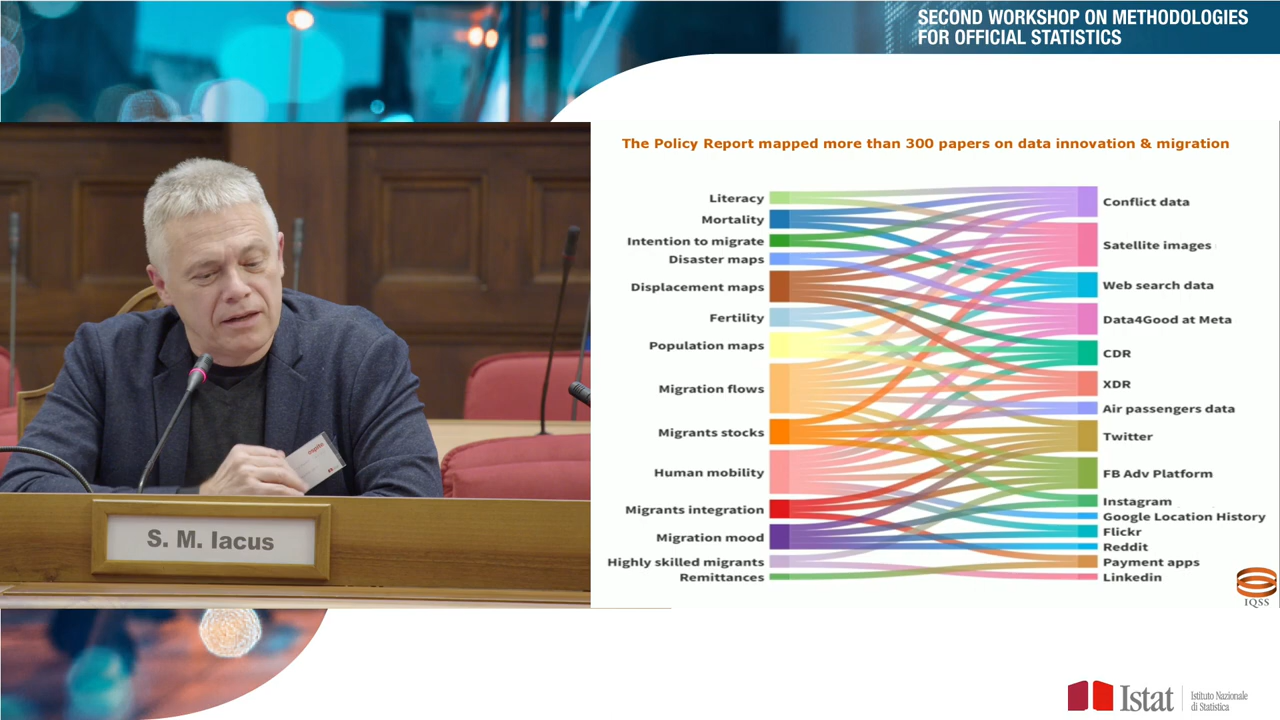 SECOND WORKSHOP ON METHODOLOGIES
FOR OFFICIAL STATISTICS
The Policy Report mapped more than 300 papers on data innovation & migration
Literacy
Mortality
Intention to migrate
Disaster maps
Displacement maps
Fertility
Population maps
Migration flows
Migrants stocks
Human mobility
Migrants integration
Migration mood
Highly skilled migrants
Remittances
Conflict data
Satellite images
Web search data
Data4Good at Meta
CDR
XDR
Air passengers data
Twitter
FB Adv Platform
Instagram
Google Location History
Flickr
Reddit
Payment apps
Linkedin
IQSS
S. M. Iacus
ospite
Istat
Istituto Nazionale
di Statistica